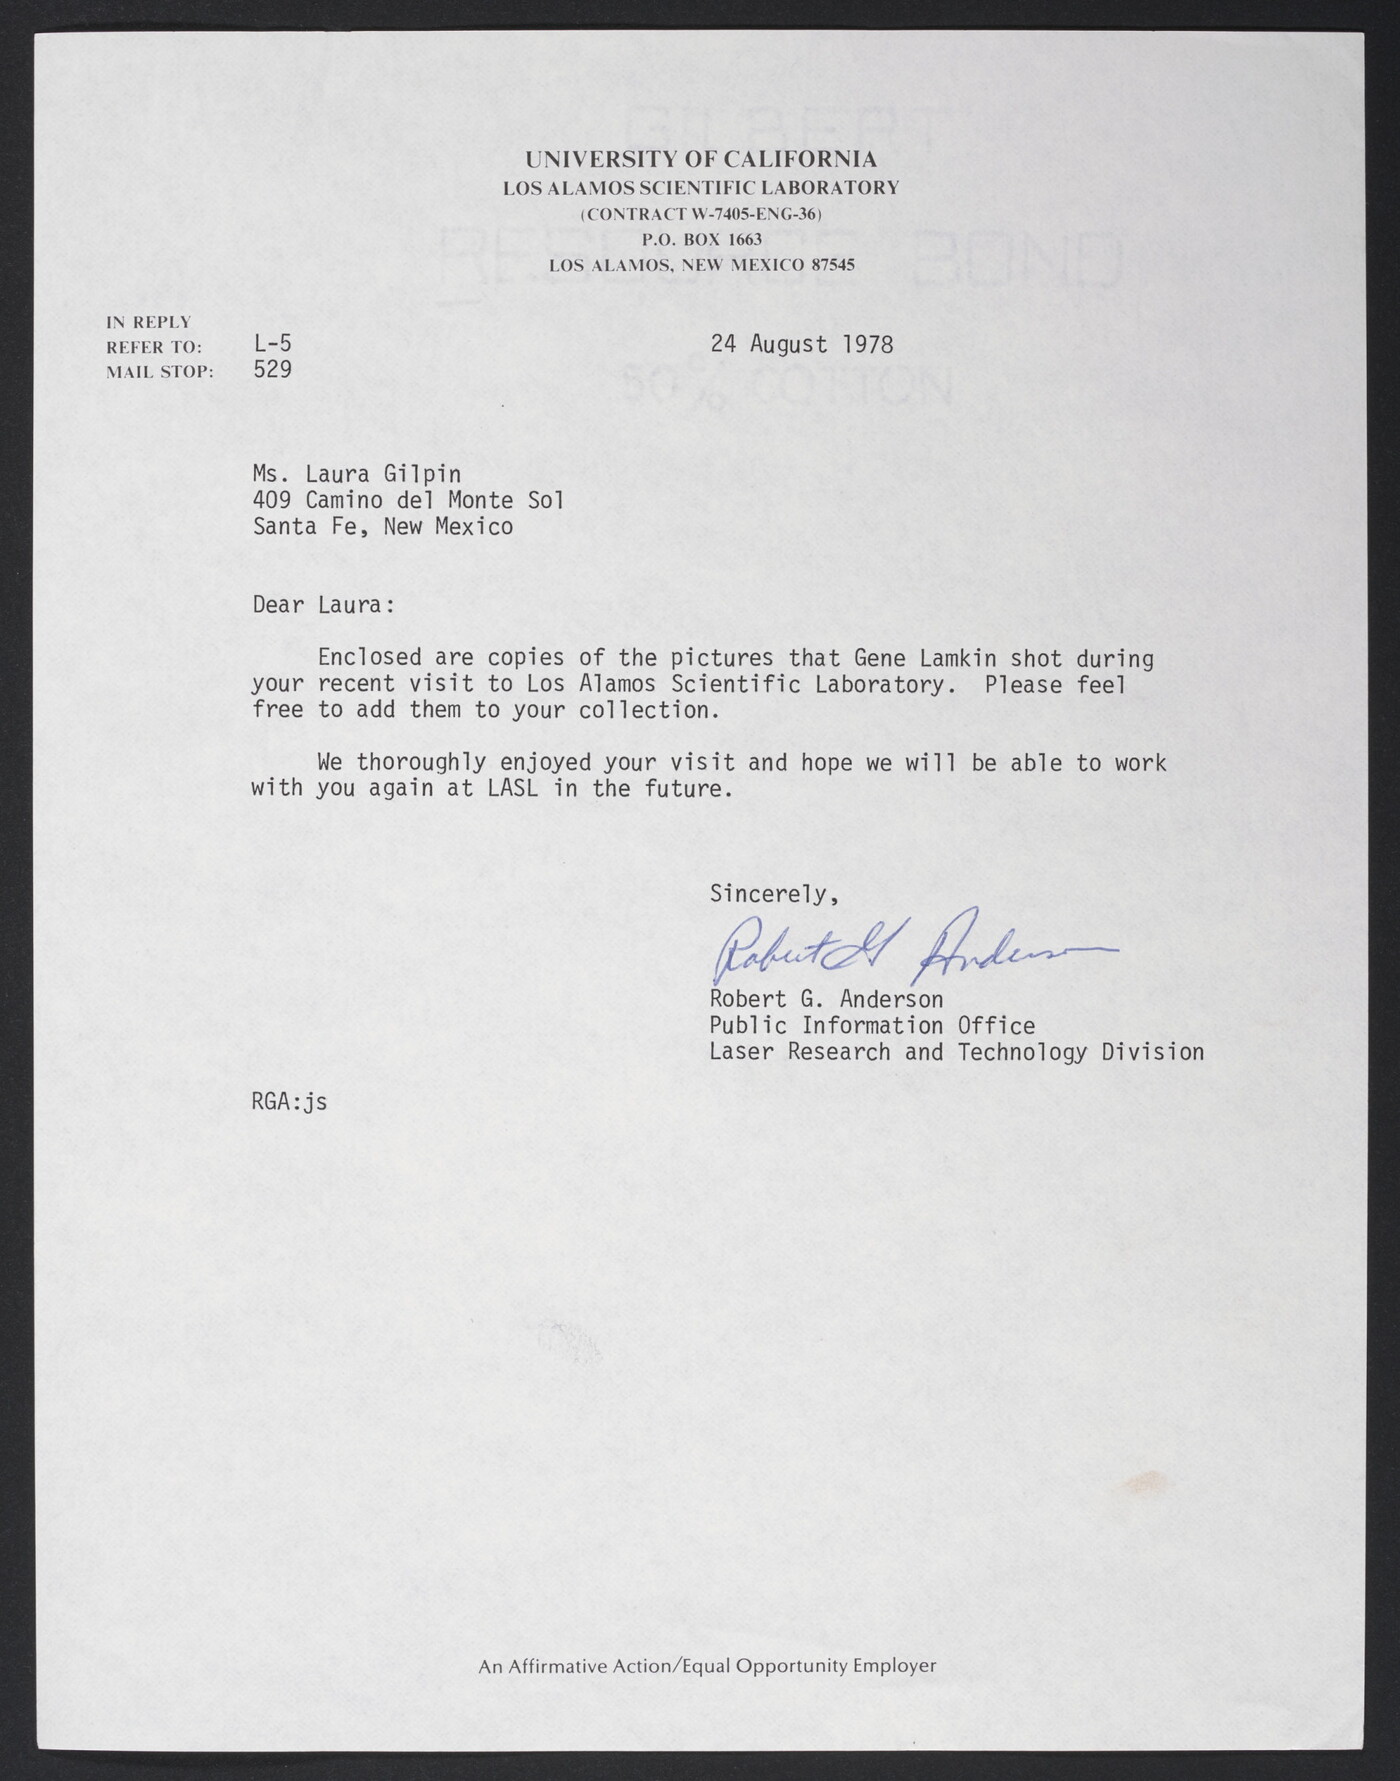 UNIVERSITY OF CALIFORNIA
LOS ALAMOS SCIENTIFIC LABORATORY
(CONTRACT W-7405-ENG-36)
P.O. BOX 1663
LOS ALAMOS, NEW MEXICO 87545
IN REPLY
REFER TO: L-5
MAIL STOP: 529
24 August 1978
Ms. Laura Gilpin
409 Camino del Monte Sol
Santa Fe, New Mexico
Dear Laura:
Enclosed are copies of the pictures that Gene Lamkin shot during
your recent visit to Los Alamos Scientific Laboratory. Please feel
free to add them to your collection.
We thoroughly enjoyed your visit and hope we will be able to work
with you again at LASL in the future.
Sincerely,
Robert G Anderson
Robert G. Anderson
Public Information Office
Laser Research and Technology Division
RGA:js
An Affirmative Action/Equal Opportunity Employer